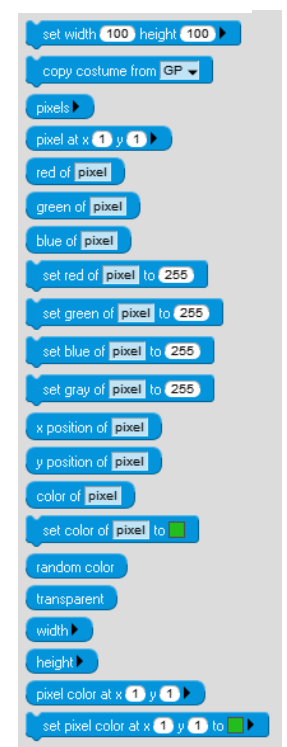 set width 100 height 100
copy costume from GP
pixels
pixel at x 1 y 1
red of pixel
green of pixel
blue of pixel
set red of pixel to 255
set green of pixel to 255
set blue of pixel to 255
set gray of pixel to 255
x position of pixel
y position of pixel
color of pixel
set color of pixel to
random color
transparent
width
height
pixel color at x 1 y 1
set pixel color at x 1 y 1 to